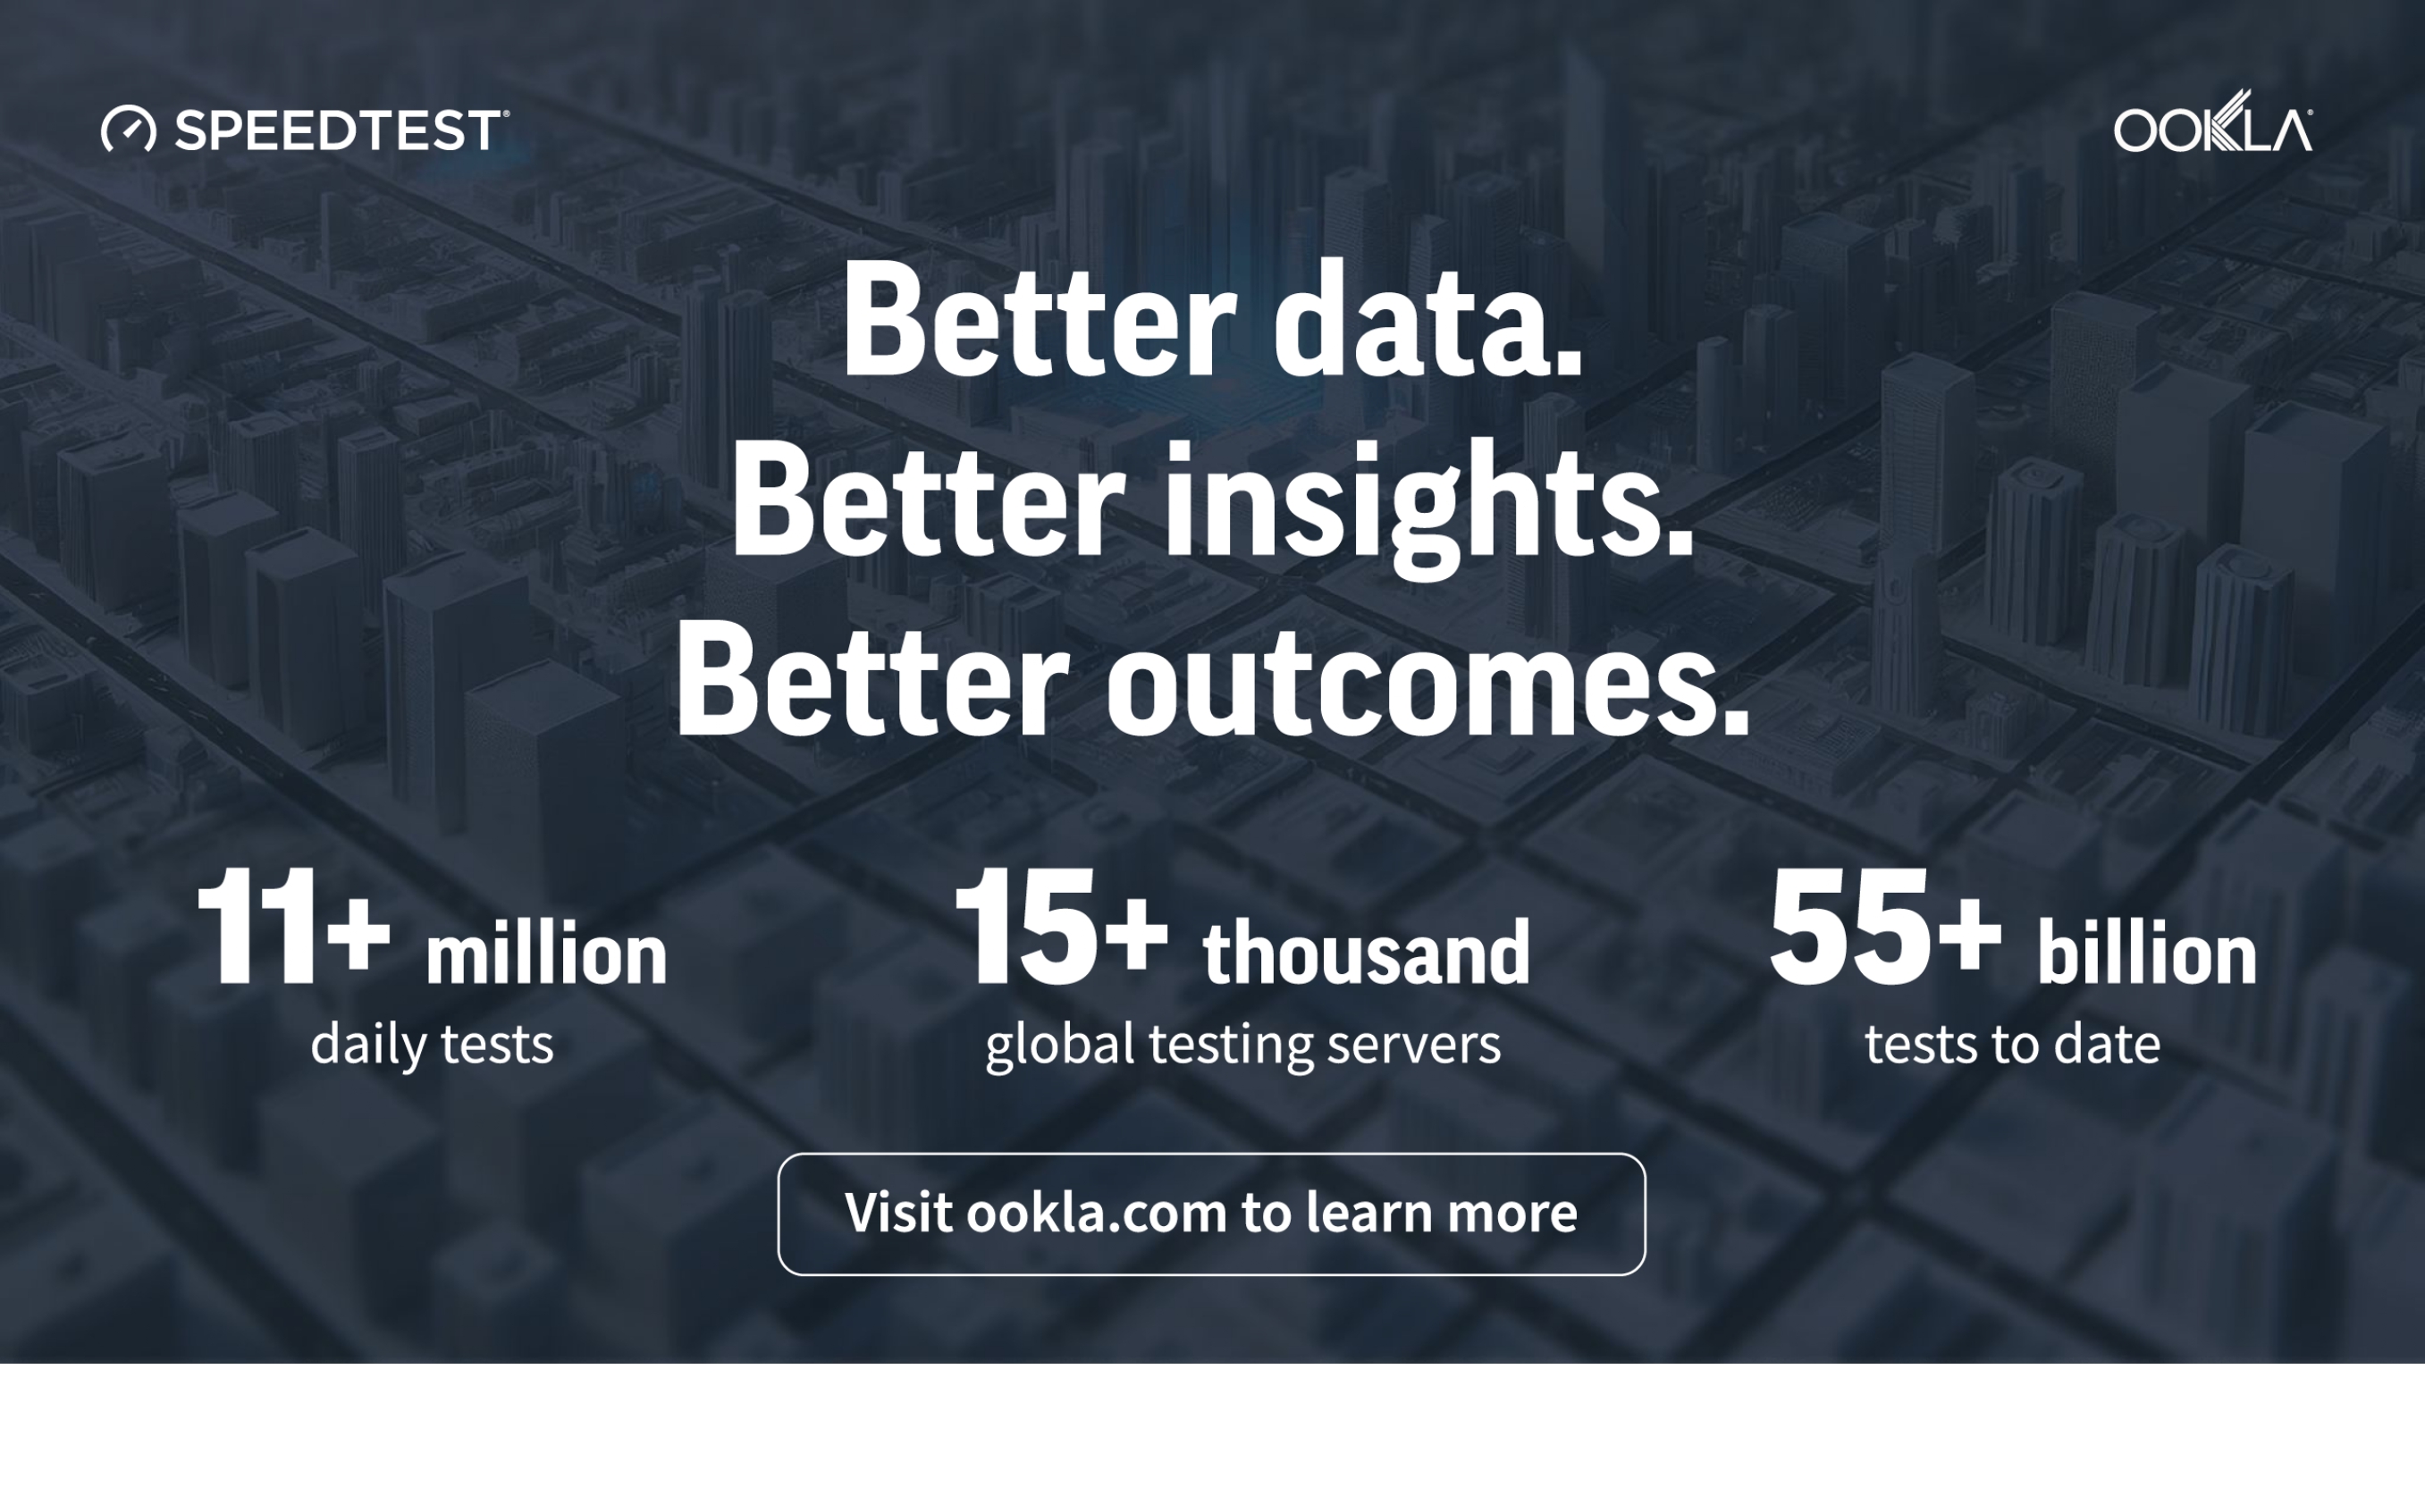 SPEEDTEST®
OOKLA®
Better data.
Better insights.
Better outcomes.
11+ million
daily tests
15+ thousand
global testing servers
55+ billion
tests to date
Visit ookla.com to learn more